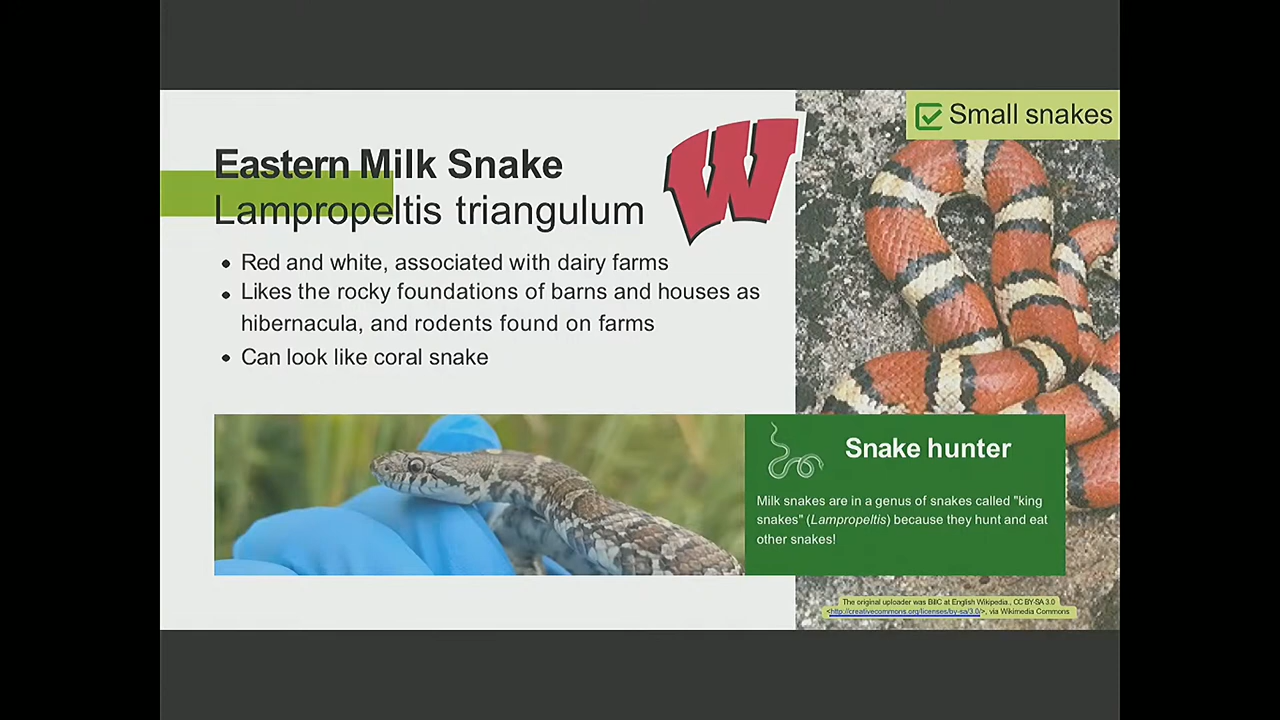 Small snakes
Eastern Milk Snake
Lampropeltis triangulum
W
• Red and white, associated with dairy farms
• Likes the rocky foundations of barns and houses as
hibernacula, and rodents found on farms
• Can look like coral snake
Snake hunter
Milk snakes are in a genus of snakes called "king
snakes" (Lampropeltis) because they hunt and eat
other snakes!
The original uploader was BillC at English Wikipedia., CC BY-SA 3.0
<http://creativecommons.org/licenses/by-sa/3.0/>, via Wikimedia Commons